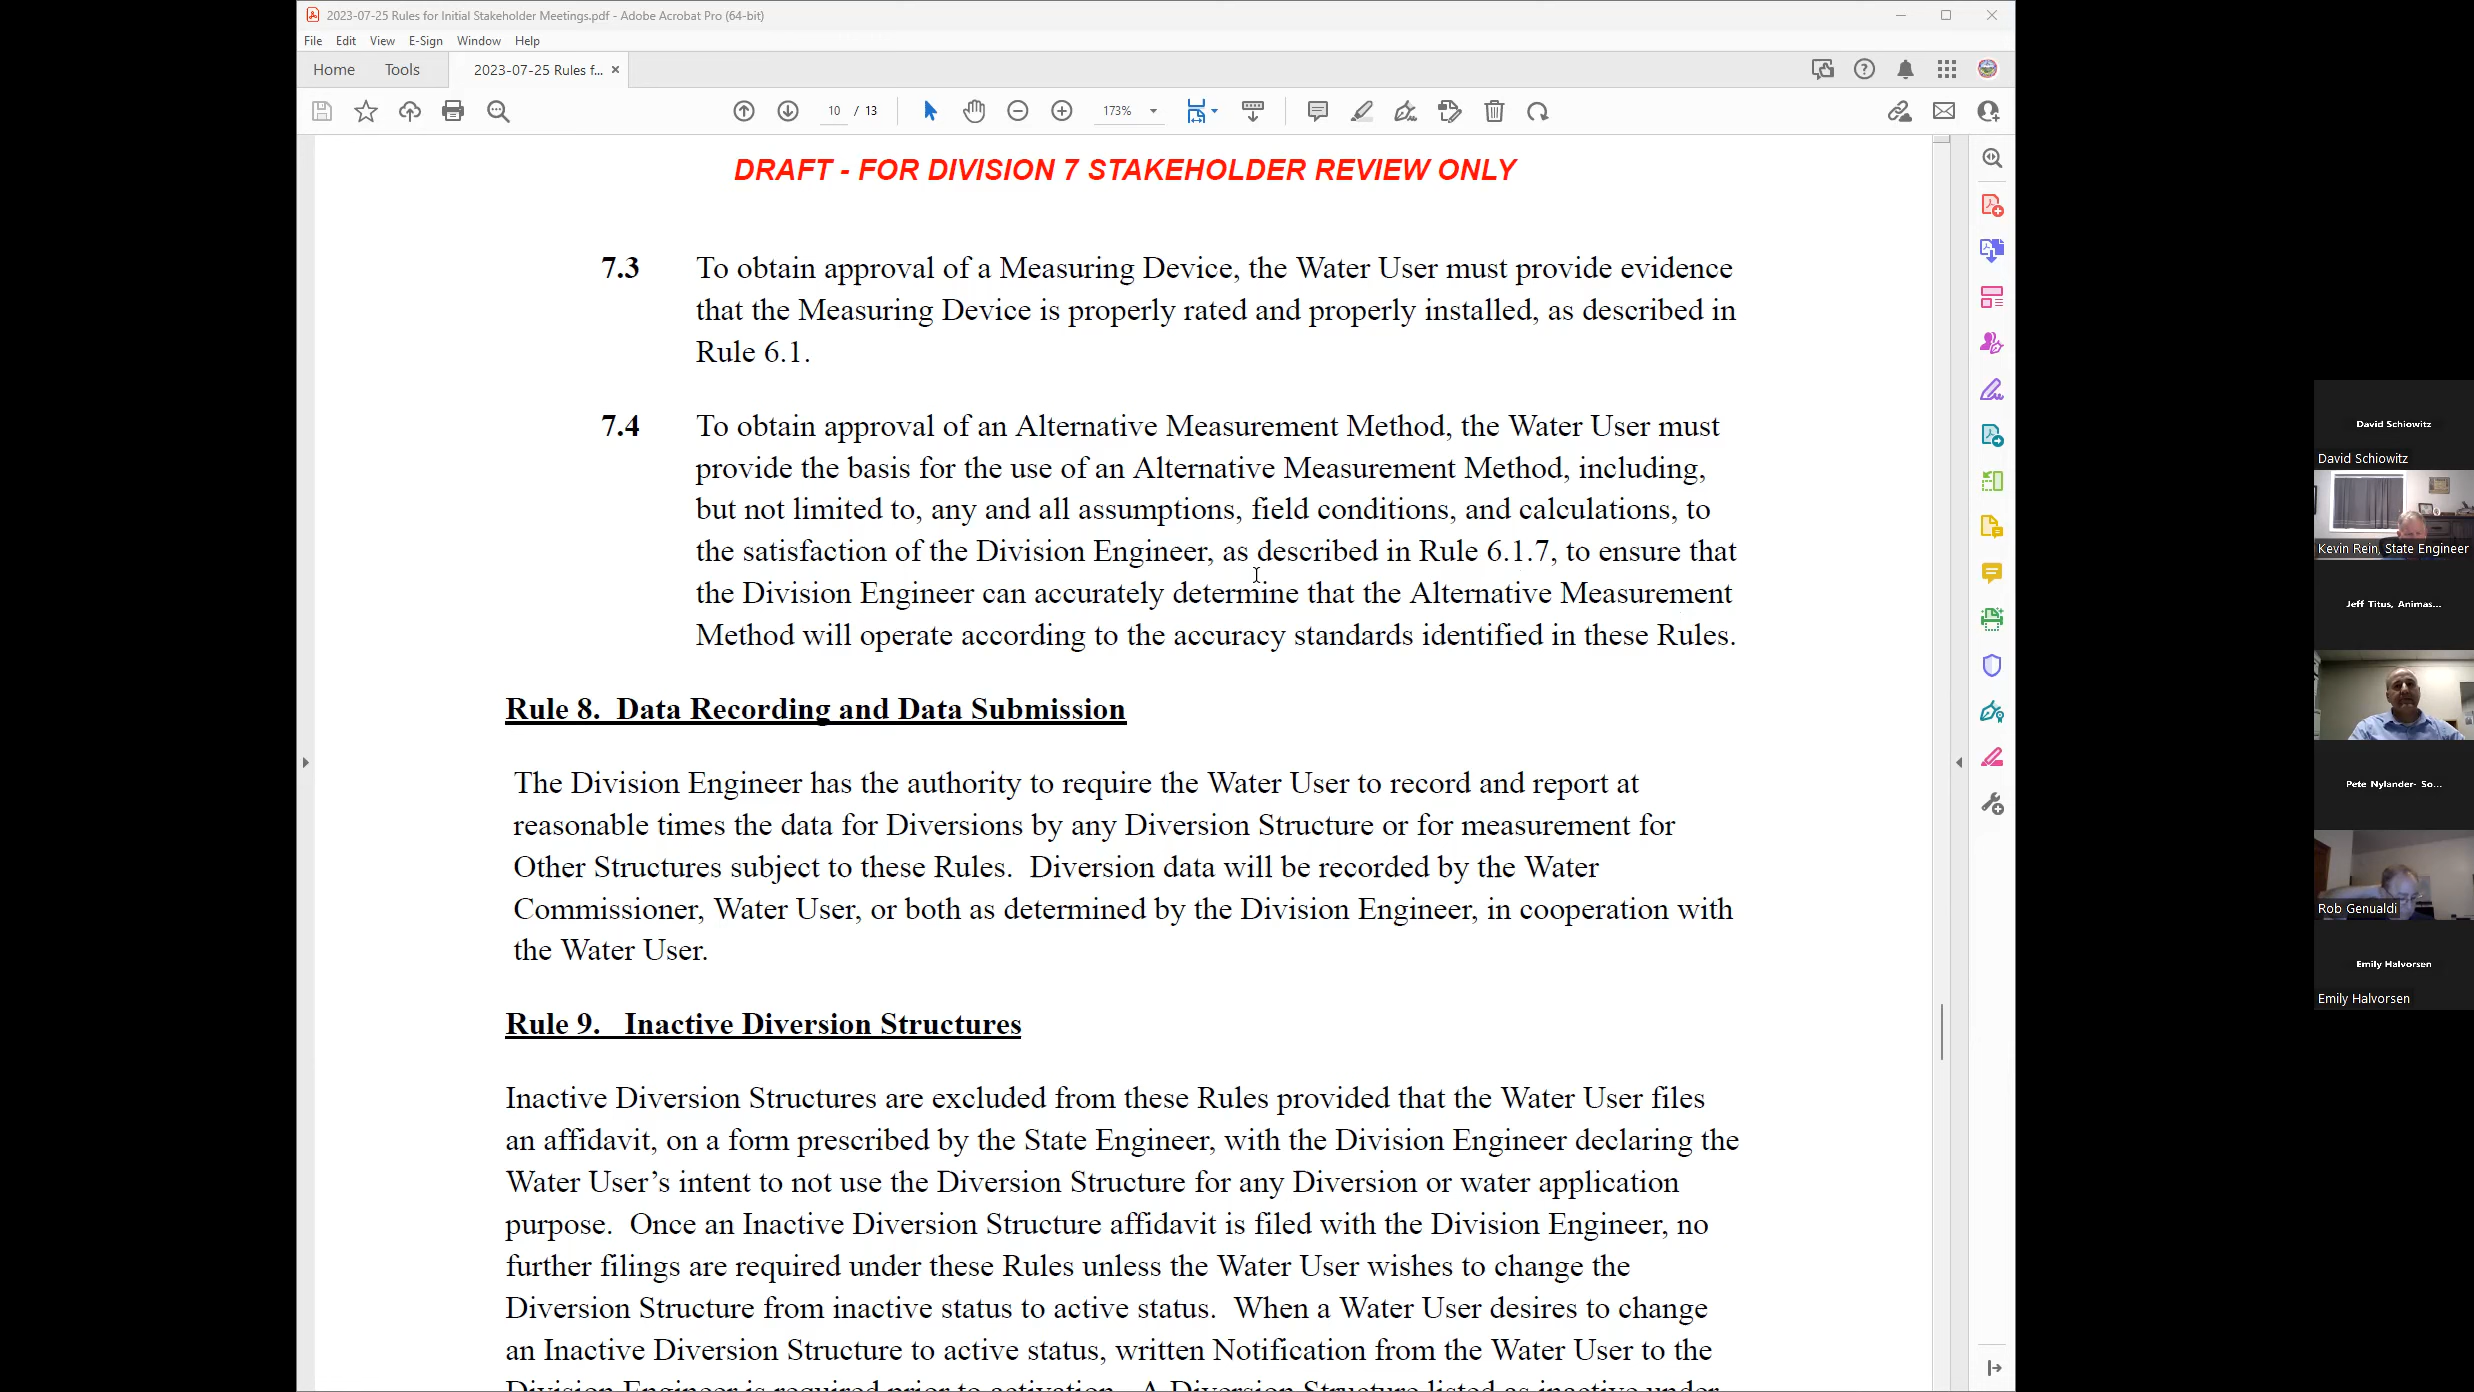 2023-07-25 Rules for Initial Stakeholder Meetings.pdf - Adobe Acrobat Pro (64-bit)
File Edit View E-Sign Window Help
Home Tools 2023-07-25 Rules f... ×
10 / 13 173%
DRAFT - FOR DIVISION 7 STAKEHOLDER REVIEW ONLY
7.3 To obtain approval of a Measuring Device, the Water User must provide evidence
that the Measuring Device is properly rated and properly installed, as described in
Rule 6.1.
7.4 To obtain approval of an Alternative Measurement Method, the Water User must
provide the basis for the use of an Alternative Measurement Method, including,
but not limited to, any and all assumptions, field conditions, and calculations, to
the satisfaction of the Division Engineer, as described in Rule 6.1.7, to ensure that
the Division Engineer can accurately determine that the Alternative Measurement
Method will operate according to the accuracy standards identified in these Rules.
Rule 8. Data Recording and Data Submission
The Division Engineer has the authority to require the Water User to record and report at
reasonable times the data for Diversions by any Diversion Structure or for measurement for
Other Structures subject to these Rules. Diversion data will be recorded by the Water
Commissioner, Water User, or both as determined by the Division Engineer, in cooperation with
the Water User.
Rule 9. Inactive Diversion Structures
Inactive Diversion Structures are excluded from these Rules provided that the Water User files
an affidavit, on a form prescribed by the State Engineer, with the Division Engineer declaring the
Water User’s intent to not use the Diversion Structure for any Diversion or water application
purpose. Once an Inactive Diversion Structure affidavit is filed with the Division Engineer, no
further filings are required under these Rules unless the Water User wishes to change the
Diversion Structure from inactive status to active status. When a Water User desires to change
an Inactive Diversion Structure to active status, written Notification from the Water User to the
Division Engineer is required prior to activation. A Diversion Structure listed as inactive under
David Schiowitz
David Schiowitz
Kevin Rein, State Engineer
Jeff Titus, Animas...
Pete Nylander- So...
Rob Genualdi
Emily Halvorsen
Emily Halvorsen